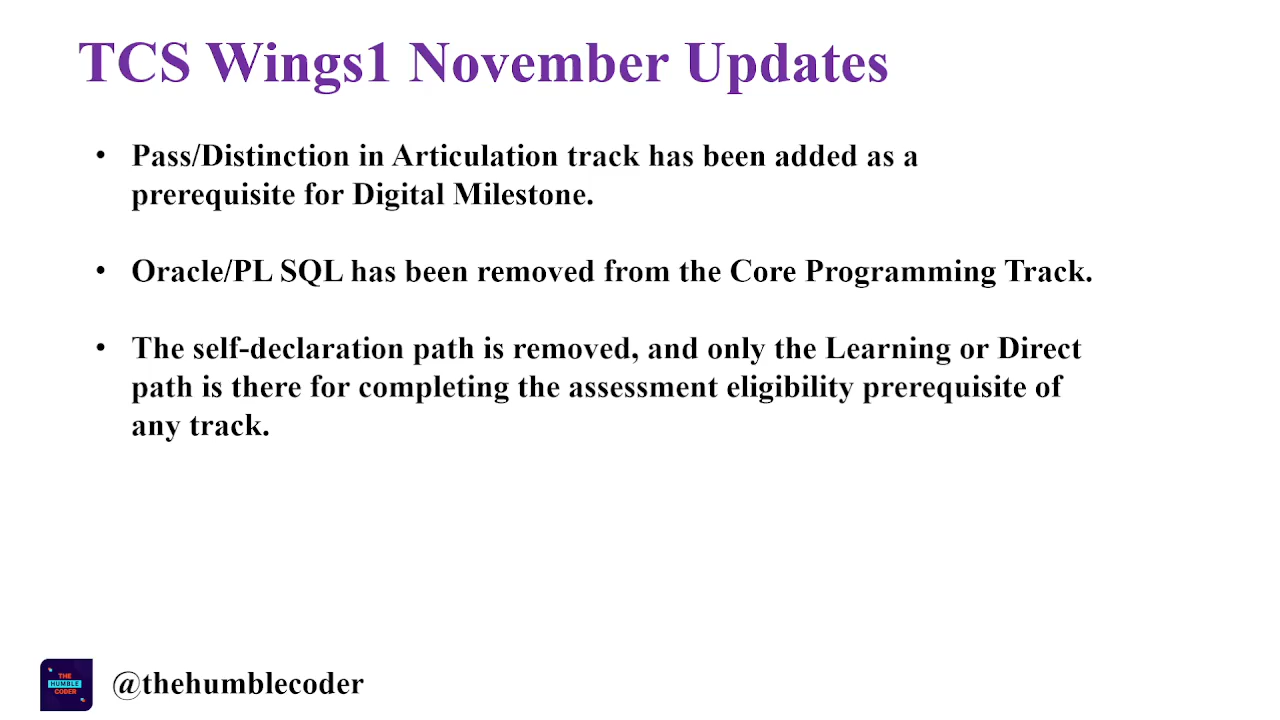 TCS Wings1 November Updates
• Pass/Distinction in Articulation track has been added as a
prerequisite for Digital Milestone.
• Oracle/PL SQL has been removed from the Core Programming Track.
• The self-declaration path is removed, and only the Learning or Direct
path is there for completing the assessment eligibility prerequisite of
any track.
THE
HUMBLE
CODER
@thehumblecoder